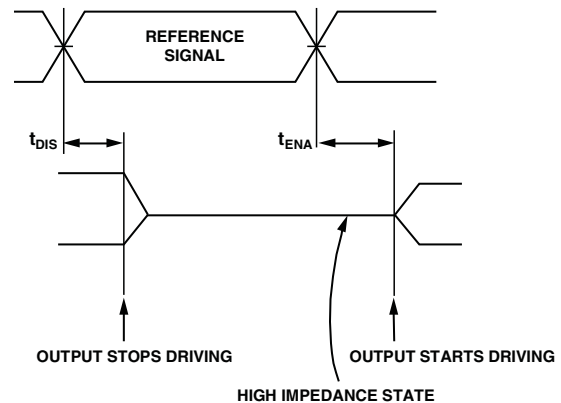 REFERENCE
SIGNAL
tDIS
tENA
OUTPUT STOPS DRIVING
OUTPUT STARTS DRIVING
HIGH IMPEDANCE STATE